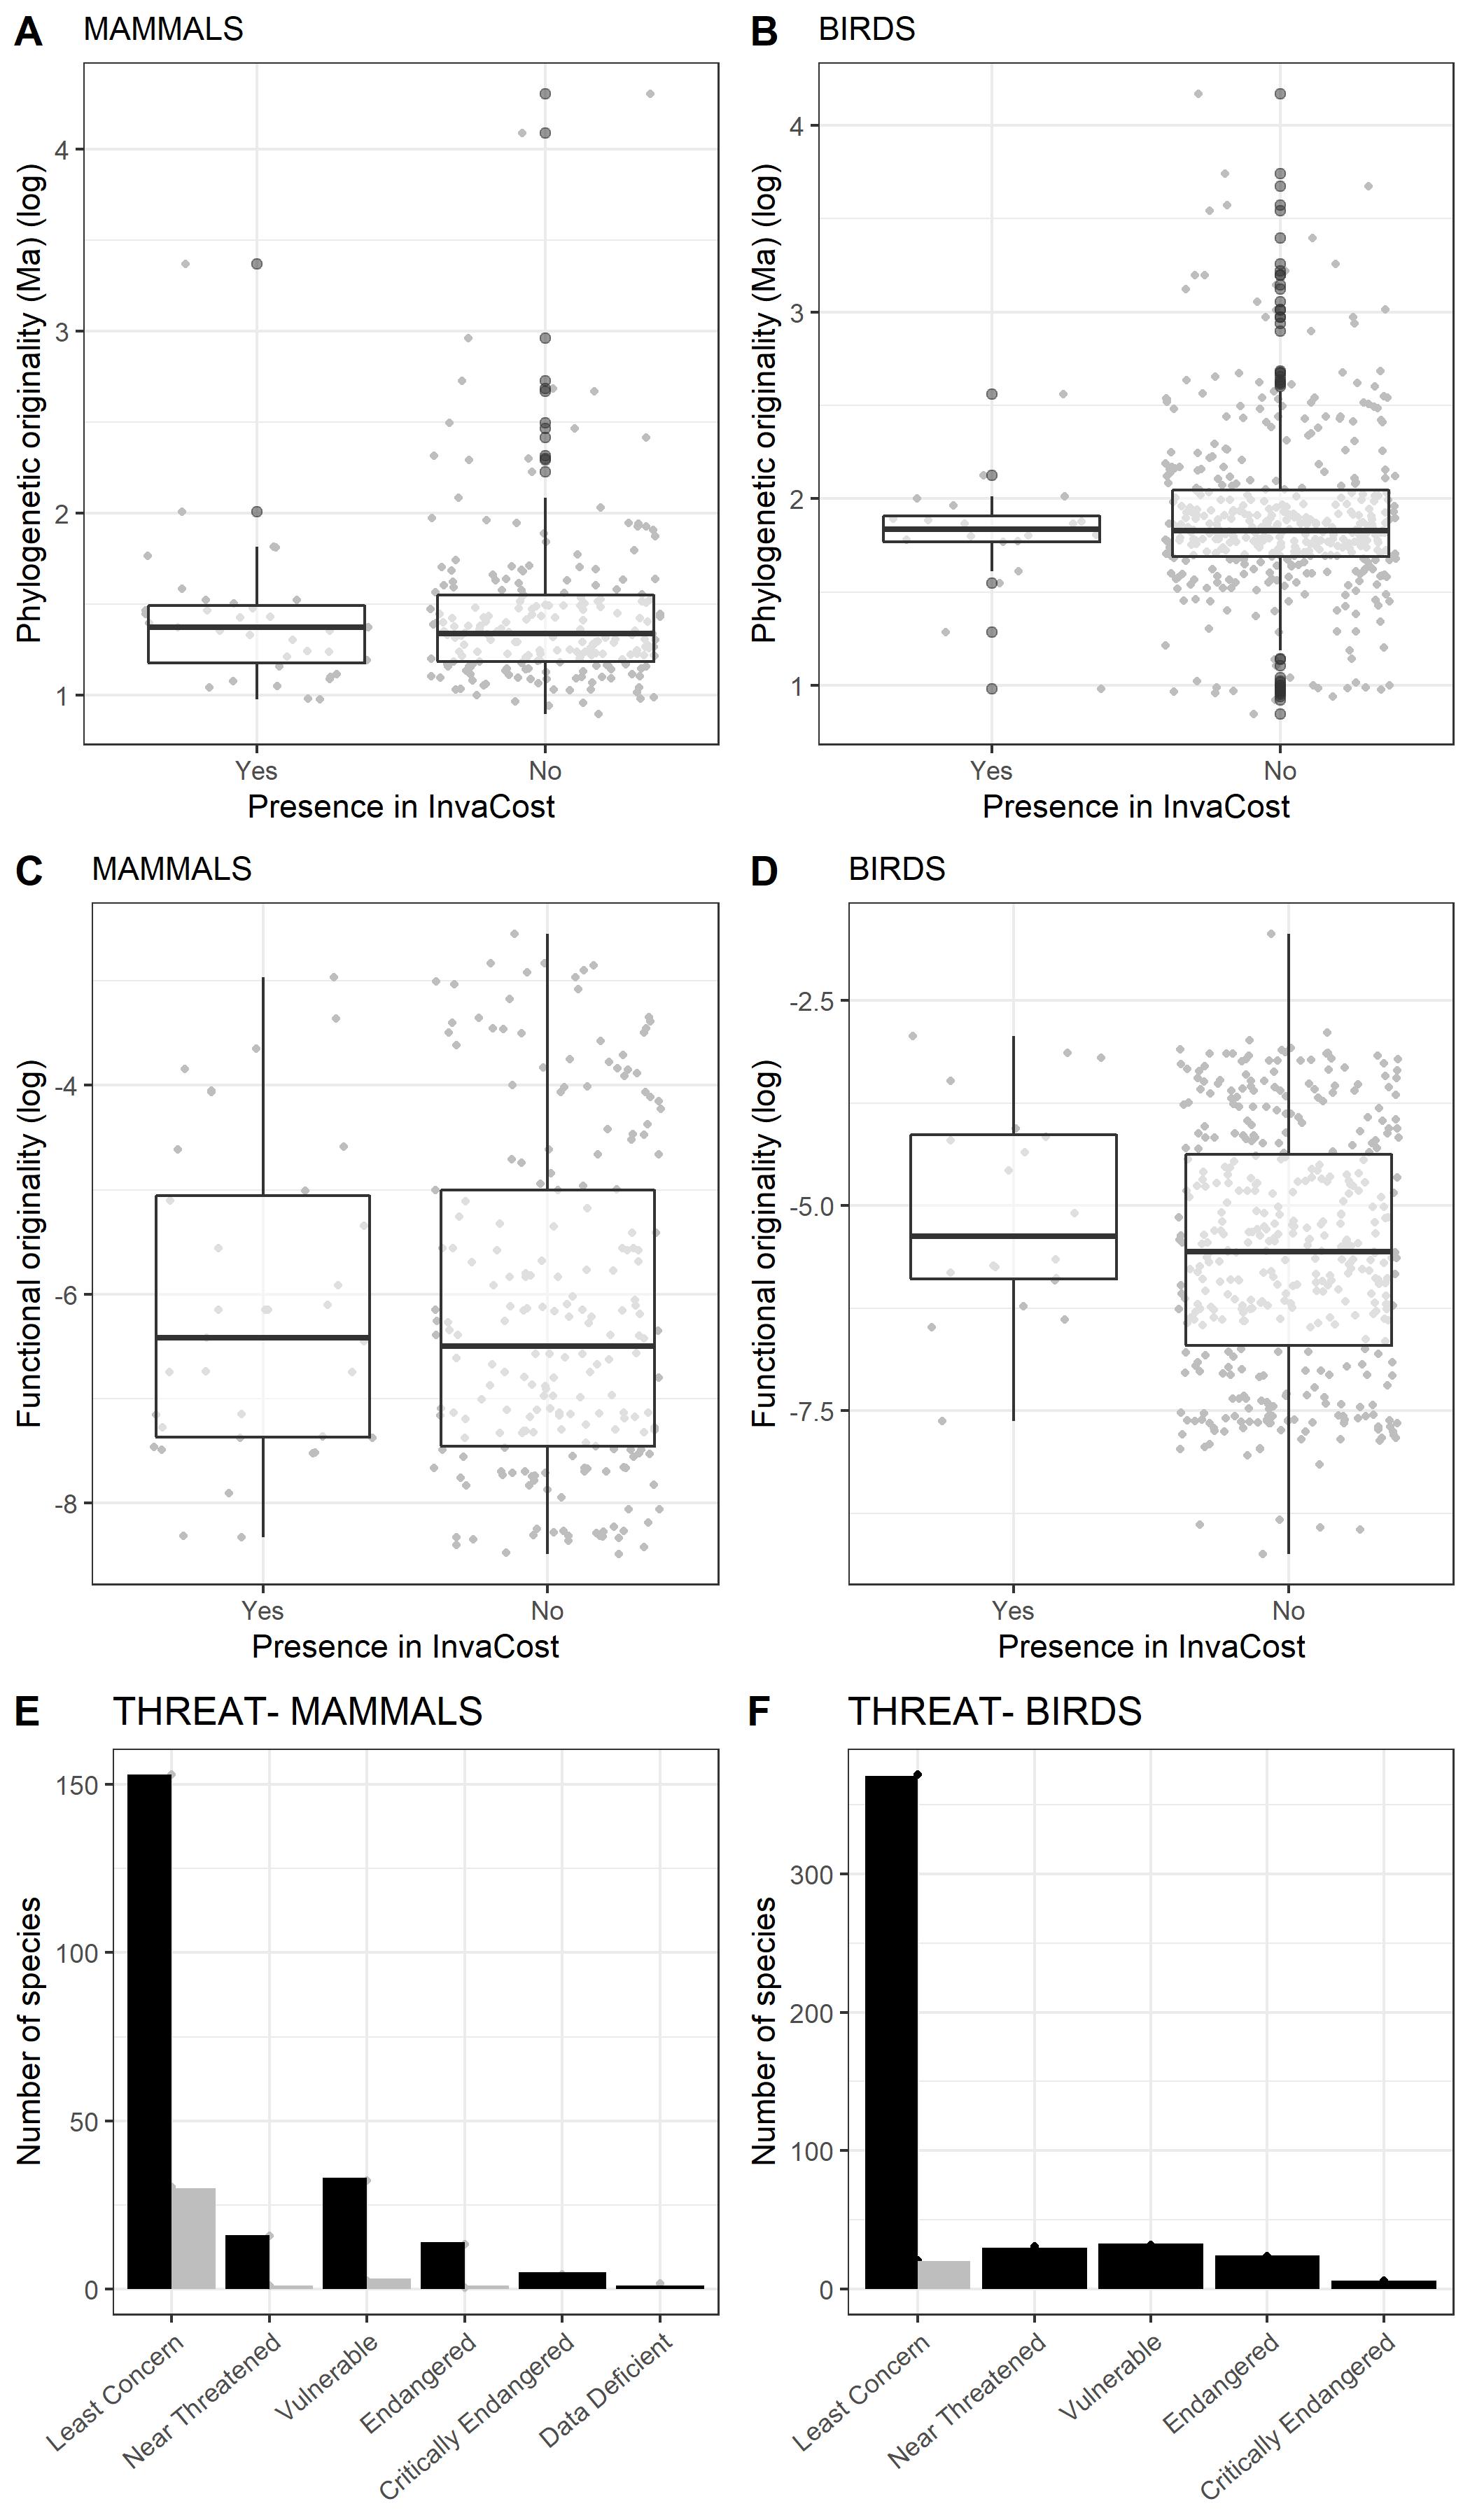 A MAMMALS
Phylogenetic originality (Ma) (log)
4
3
2
1
Yes No
Presence in InvaCost
B BIRDS
Phylogenetic originality (Ma) (log)
4
3
2
1
Yes No
Presence in InvaCost
C MAMMALS
Functional originality (log)
-4
-6
-8
Yes No
Presence in InvaCost
D BIRDS
Functional originality (log)
-2.5
-5.0
-7.5
Yes No
Presence in InvaCost
E THREAT- MAMMALS
Number of species
150
100
50
0
Least Concern
Near Threatened
Vulnerable
Endangered
Critically Endangered
Data Deficient
F THREAT- BIRDS
Number of species
300
200
100
0
Least Concern
Near Threatened
Vulnerable
Endangered
Critically Endangered